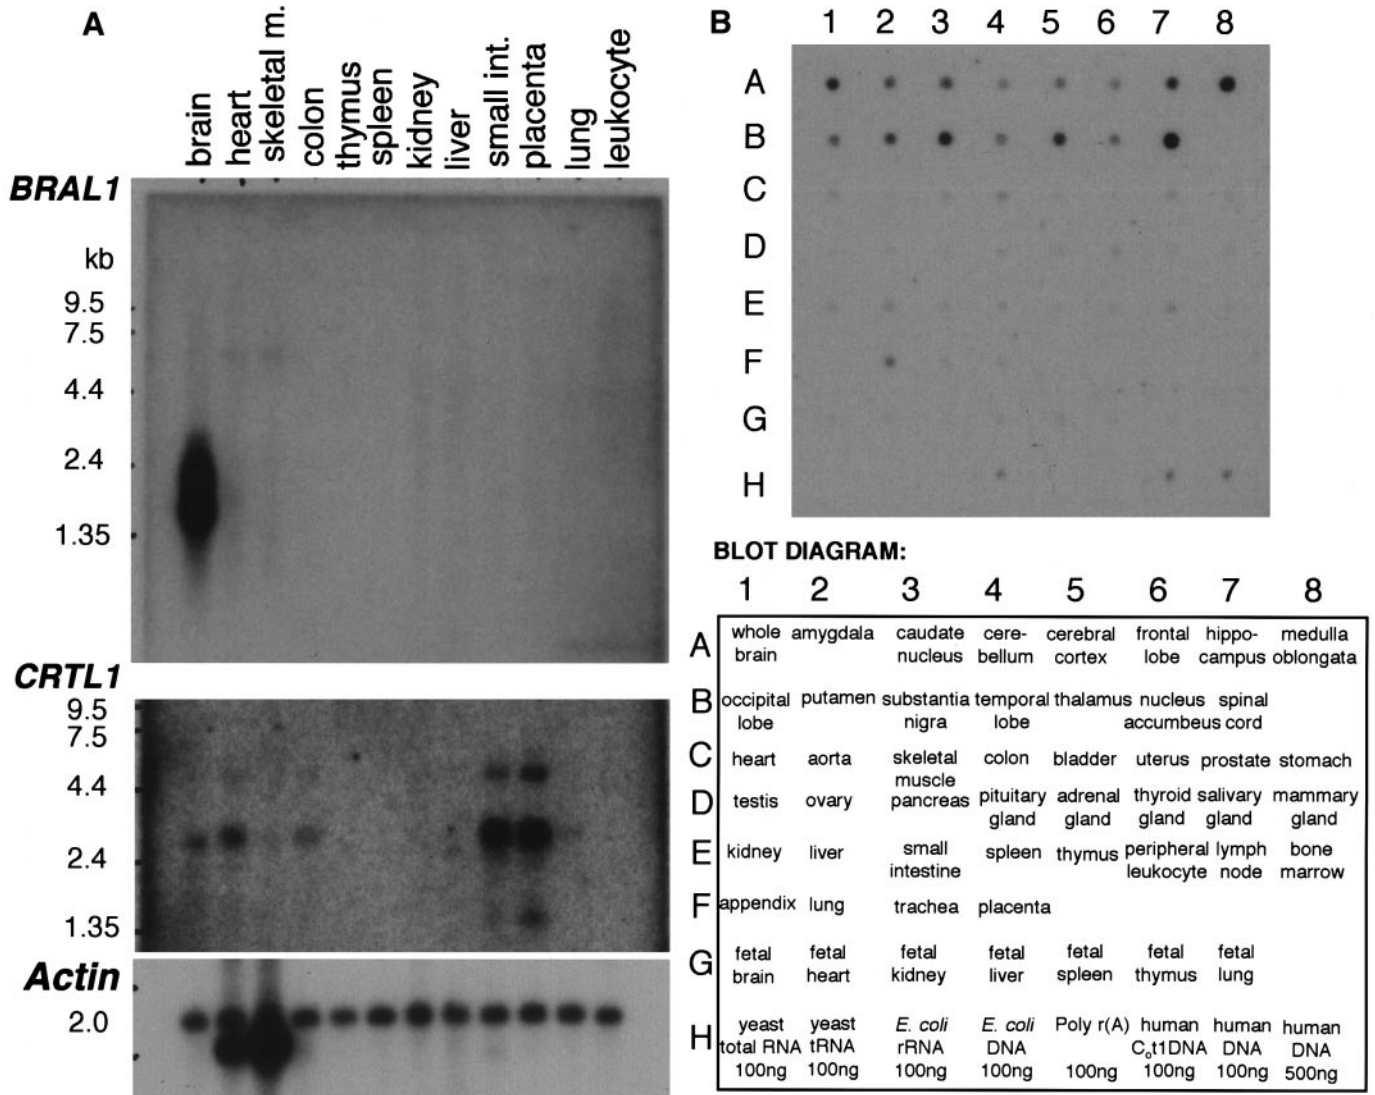 A
brain
heart
skeletal m.
colon
thymus
spleen
kidney
liver
small int.
placenta
lung
leukocyte
BRAL1
kb
9.5
7.5
4.4
2.4
1.35
CRTL1
9.5
7.5
4.4
2.4
1.35
Actin
2.0
B
1 2 3 4 5 6 7 8
A
B
C
D
E
F
G
H
BLOT DIAGRAM:
1 2 3 4 5 6 7 8
A whole amygdala caudate cere- cerebral frontal hippo- medulla
brain nucleus bellum cortex lobe campus oblongata
B occipital putamen substantia temporal thalamus nucleus spinal
lobe nigra lobe accumbeus cord
C heart aorta skeletal colon bladder uterus prostate stomach
muscle
D testis ovary pancreas pituitary adrenal thyroid salivary mammary
gland gland gland gland gland
E kidney liver small spleen thymus peripheral lymph bone
intestine leukocyte node marrow
F appendix lung trachea placenta
G fetal fetal fetal fetal fetal fetal fetal
brain heart kidney liver spleen thymus lung
H yeast yeast E. coli E. coli Poly r(A) human human human
total RNA tRNA rRNA DNA C₀t1DNA DNA DNA
100ng 100ng 100ng 100ng 100ng 100ng 100ng 500ng